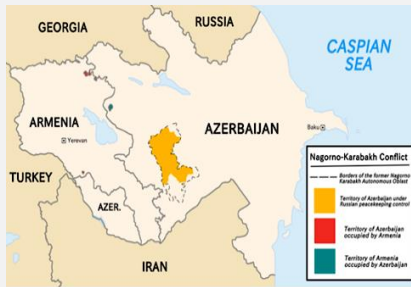 GEORGIA
RUSSIA
CASPIAN
SEA
ARMENIA
Yerevan
AZERBAIJAN
Baku
TURKEY
AZER.
IRAN
Nagorno-Karabakh Conflict
Borders of the former Nagorno
Karabakh Autonomous Oblast
Territory of Azerbaijan under
Russian peacekeeping control
Territory of Azerbaijan
occupied by Armenia
Territory of Armenia
occupied by Azerbaijan